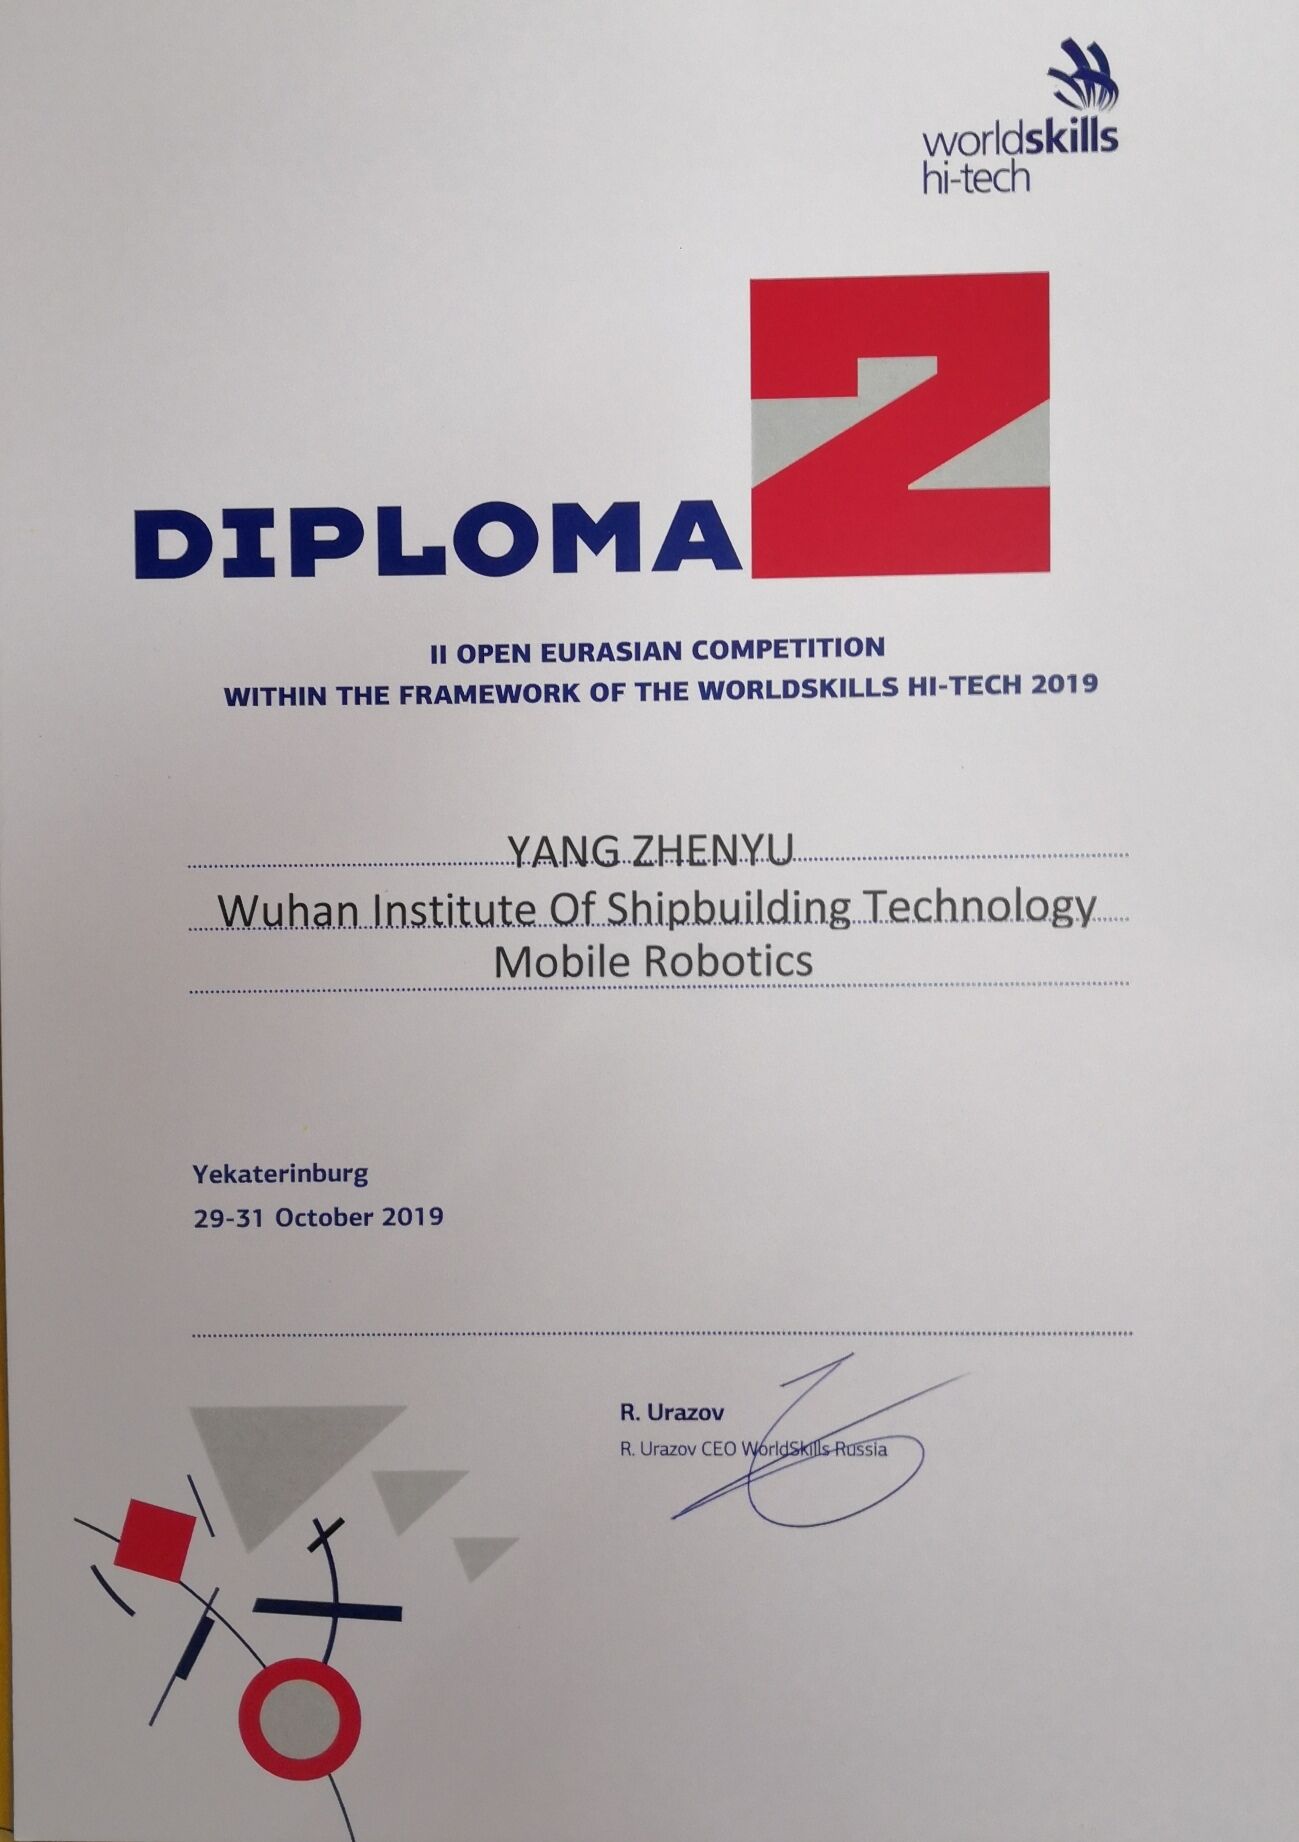 worldskills
hi-tech
DIPLOMA 2
II OPEN EURASIAN COMPETITION
WITHIN THE FRAMEWORK OF THE WORLDSKILLS HI-TECH 2019
YANG ZHENYU
Wuhan Institute Of Shipbuilding Technology
Mobile Robotics
Yekaterinburg
29-31 October 2019
R. Urazov
R. Urazov CEO WorldSkills Russia